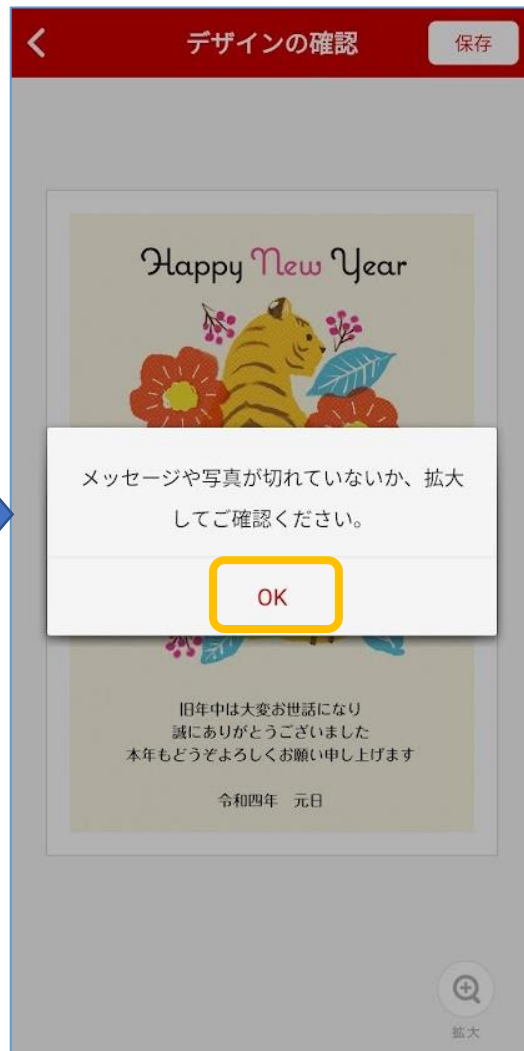 デザインの確認
保存
Happy New Year
メッセージや写真が切れていないか、拡大
してご確認ください。
OK
旧年中は大変お世話になり
誠にありがとうございました
本年もどうぞよろしくお願い申し上げます
令和四年　元日
拡大